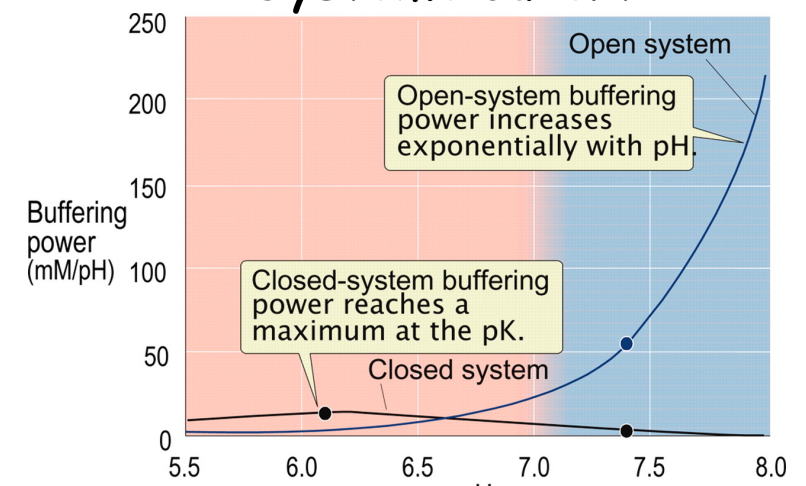 250
Open system
Open-system buffering
power increases
exponentially with pH.
200
150
Buffering
power
(mM/pH)
100
Closed-system buffering
power reaches a
maximum at the pK.
50
Closed system
0
5.5 6.0 6.5 7.0 7.5 8.0